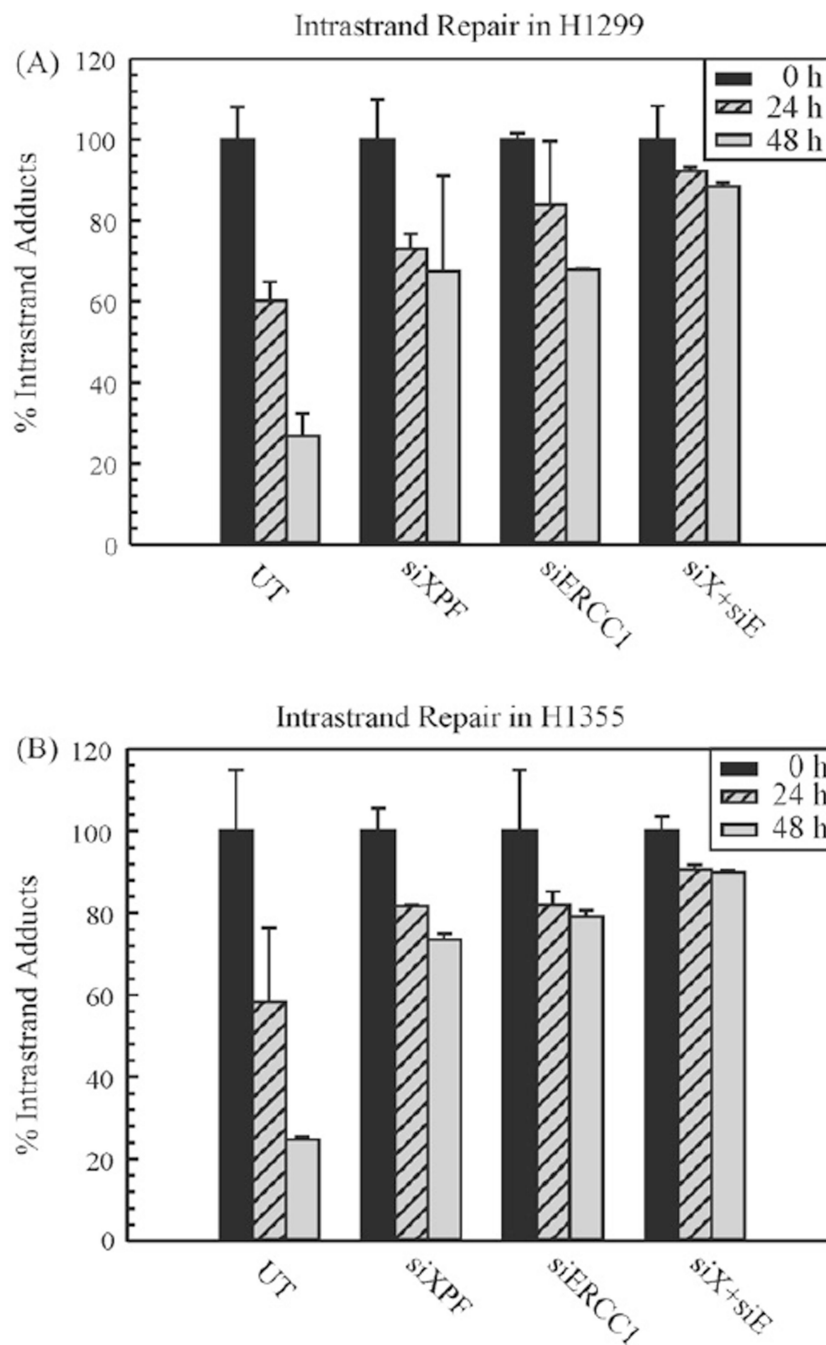 Intrastrand Repair in H1299
(A)
120
100
80
60
40
20
0
% Intrastrand Adducts
0 h
24 h
48 h
UT
siXPF
siERCC1
siX+siE
Intrastrand Repair in H1355
(B)
120
100
80
60
40
20
0
% Intrastrand Adducts
0 h
24 h
48 h
UT
siXPF
siERCC1
siX+siE